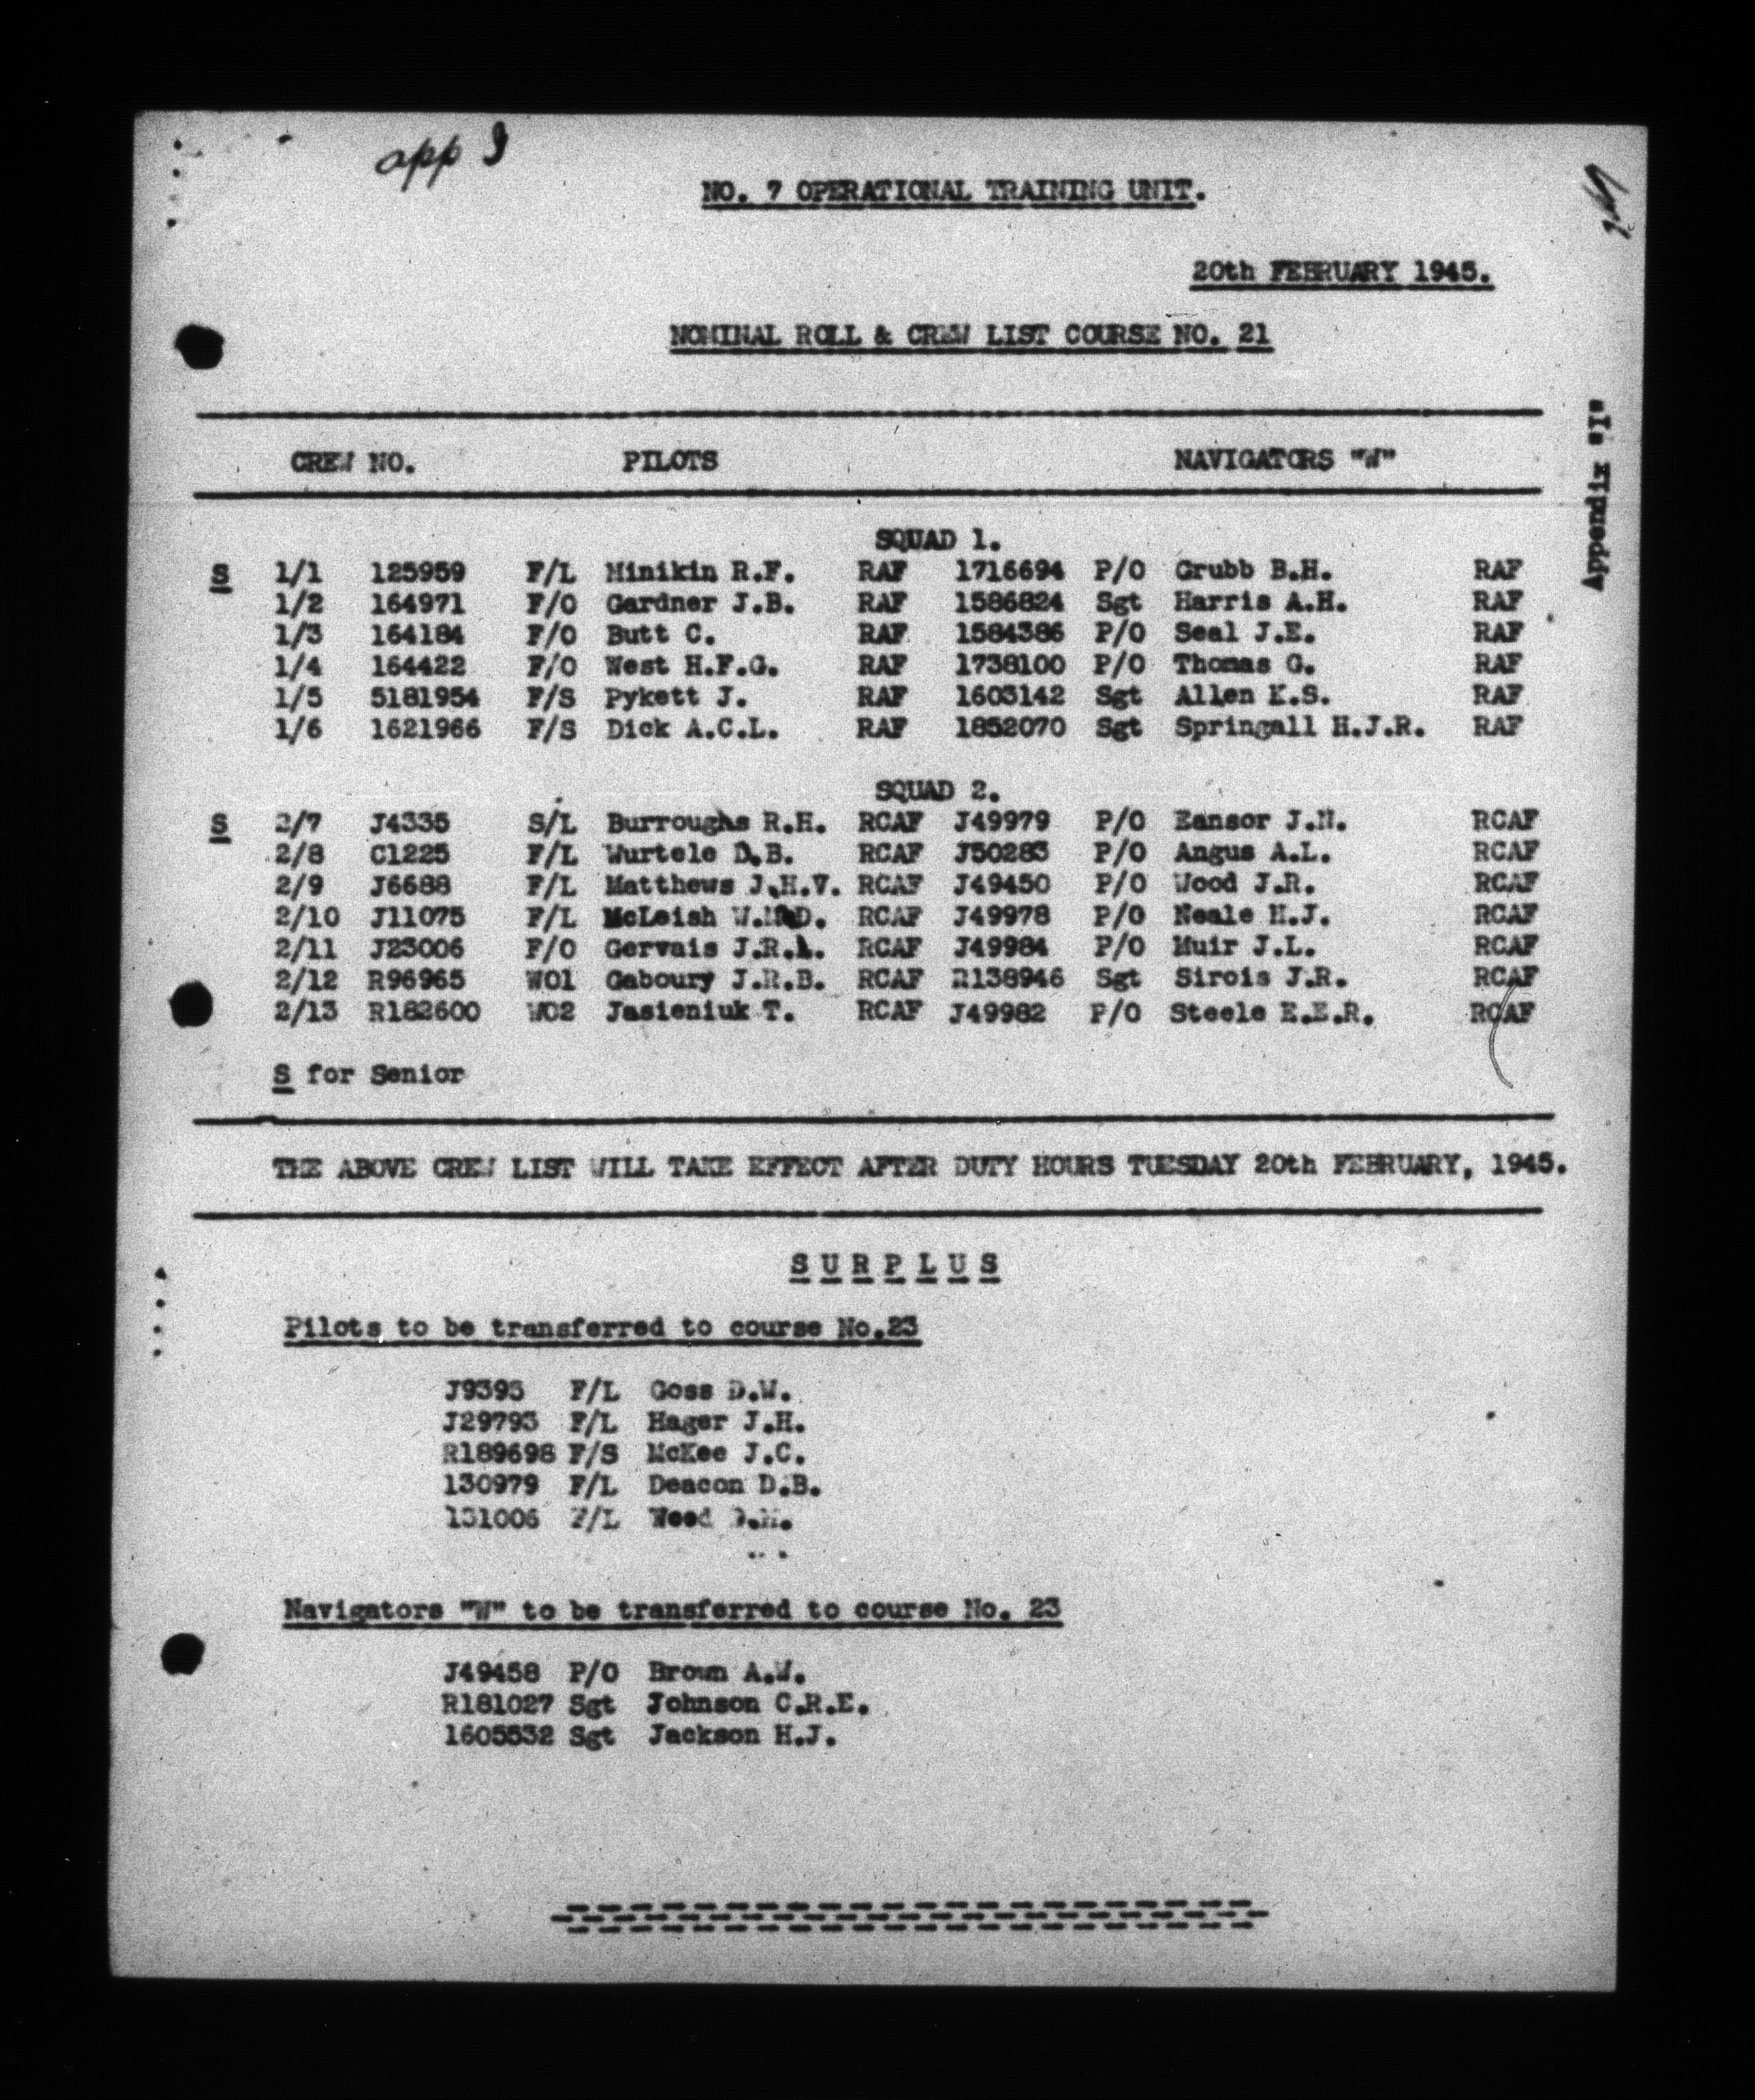 app I
NO. 7 OPERATIONAL TRAINING UNIT.
20th FEBRUARY 1945.
NOMINAL ROLL & CREW LIST COURSE NO. 21
Appendix "I"
CREW NO. PILOTS NAVIGATORS "W"
SQUAD 1.
S 1/1 125959 F/L Minikin R.F. RAF 1716694 P/O Grubb B.H. RAF
1/2 164971 F/O Gardner J.B. RAF 1586824 Sgt Harris A.H. RAF
1/3 164184 F/O Butt C. RAF 1584386 P/O Seal J.E. RAF
1/4 164422 F/O West H.F.G. RAF 1738100 P/O Thomas G. RAF
1/5 5181954 F/S Pykett J. RAF 1603142 Sgt Allen K.S. RAF
1/6 1621966 F/S Dick A.C.L. RAF 1852070 Sgt Springall H.J.R. RAF
SQUAD 2.
S 2/7 J4335 S/L Burroughs R.H. RCAF J49979 P/O Eansor J.N. RCAF
2/8 C1225 F/L Wurtele D.B. RCAF J50283 P/O Angus A.L. RCAF
2/9 J6688 F/L Matthews J.H.V. RCAF J49450 P/O Wood J.R. RCAF
2/10 J11075 F/L McLeish RCAF J49978 P/O Neale H.J. RCAF
2/11 J23006 F/O Gervais J.R.L. RCAF J49984 P/O Muir J.L. RCAF
2/12 R96965 WO1 Gaboury J.R.B. RCAF R138946 Sgt Sirois J.R. RCAF
2/13 R182600 WO2 Jasieniuk T. RCAF J49982 P/O Steele E.E.R. RCAF
S for Senior
THE ABOVE CREW LIST WILL TAKE EFFECT AFTER DUTY HOURS TUESDAY 20th FEBRUARY, 1945.
S U R P L U S
Pilots to be transferred to course No.23
J9393 F/L Goss D.W.
J29793 F/L Hager J.H.
R189698 F/S McKee J.C.
130979 F/L Deacon D.B.
131006 F/L Weed
Navigators "W" to be transferred to course No. 23
J49458 P/O Brown A.W.
R181027 Sgt Johnson C.R.E.
1605532 Sgt Jackson H.J.